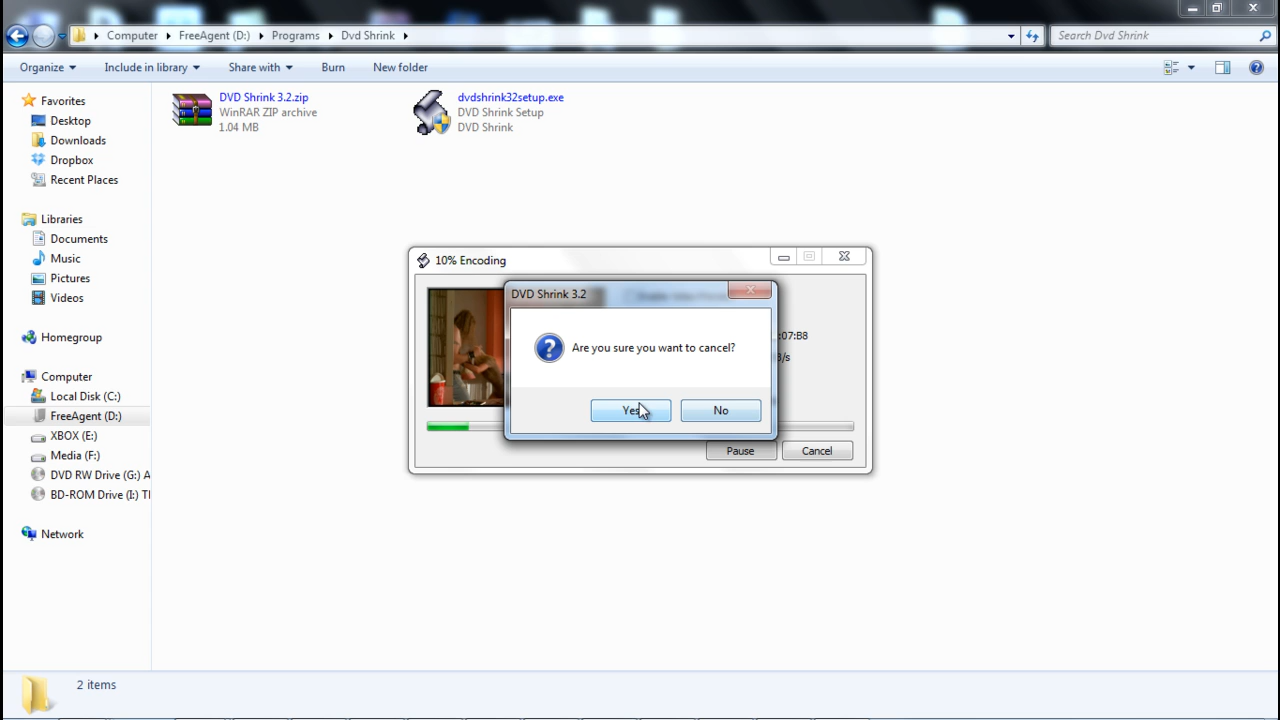 Computer
FreeAgent (D:)
Programs
Dvd Shrink
Search Dvd Shrink
Organize
Include in library
Share with
Burn
New folder
Favorites
Desktop
Downloads
Dropbox
Recent Places
Libraries
Documents
Music
Pictures
Videos
Homegroup
Computer
Local Disk (C:)
FreeAgent (D:)
XBOX (E:)
Media (F:)
DVD RW Drive (G:) A
BD-ROM Drive (I:) T
Network
DVD Shrink 3.2.zip
WinRAR ZIP archive
1.04 MB
dvdshrink32setup.exe
DVD Shrink Setup
DVD Shrink
10% Encoding
DVD Shrink 3.2
Are you sure you want to cancel?
Yes
No
:07:B8
/s
Pause
Cancel
2 items